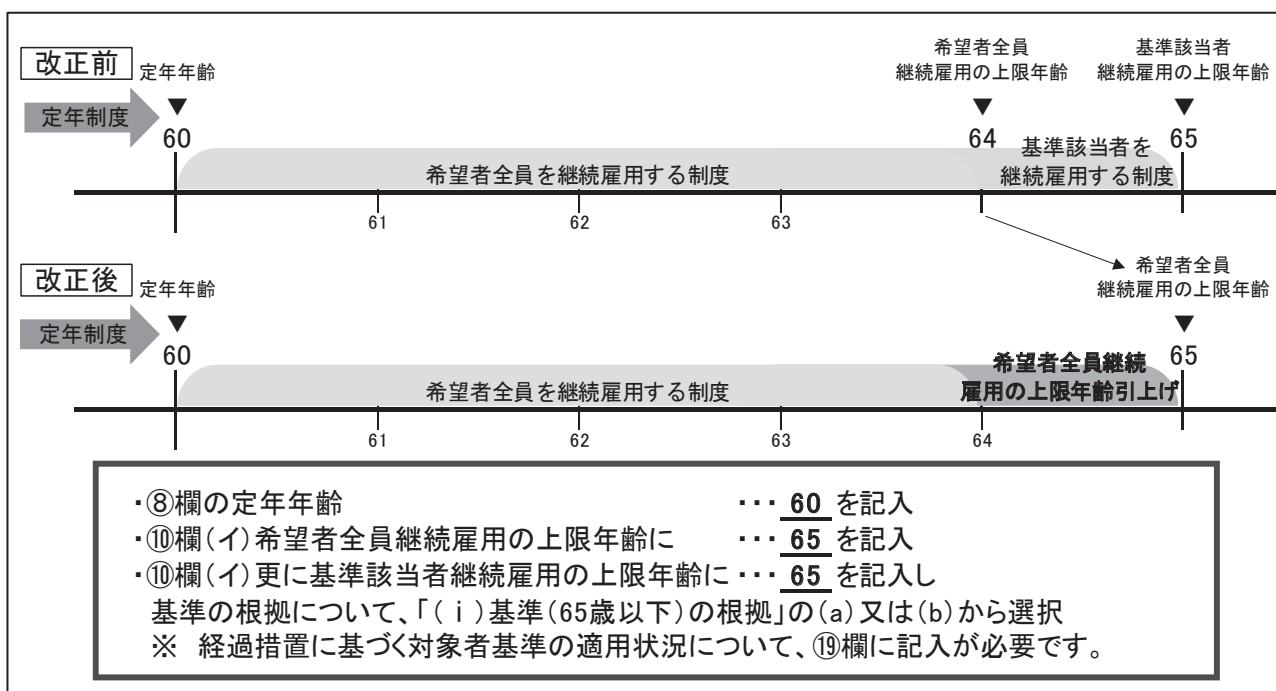 改正前
定年年齢
定年制度
60
希望者全員
継続雇用の上限年齢
64
基準該当者
継続雇用の上限年齢
65
希望者全員を継続雇用する制度
基準該当者を
継続雇用する制度
61
62
63
改正後
定年年齢
定年制度
60
希望者全員
継続雇用の上限年齢
65
希望者全員を継続雇用する制度
希望者全員継続
雇用の上限年齢引上げ
61
62
63
64
・⑧欄の定年年齢 ・・・ 60 を記入
・⑩欄(イ)希望者全員継続雇用の上限年齢に ・・・ 65 を記入
・⑩欄(イ)更に基準該当者継続雇用の上限年齢に・・・ 65 を記入し
基準の根拠について、「(ⅰ)基準(65歳以下)の根拠」の(a)又は(b)から選択
※ 経過措置に基づく対象者基準の適用状況について、⑲欄に記入が必要です。